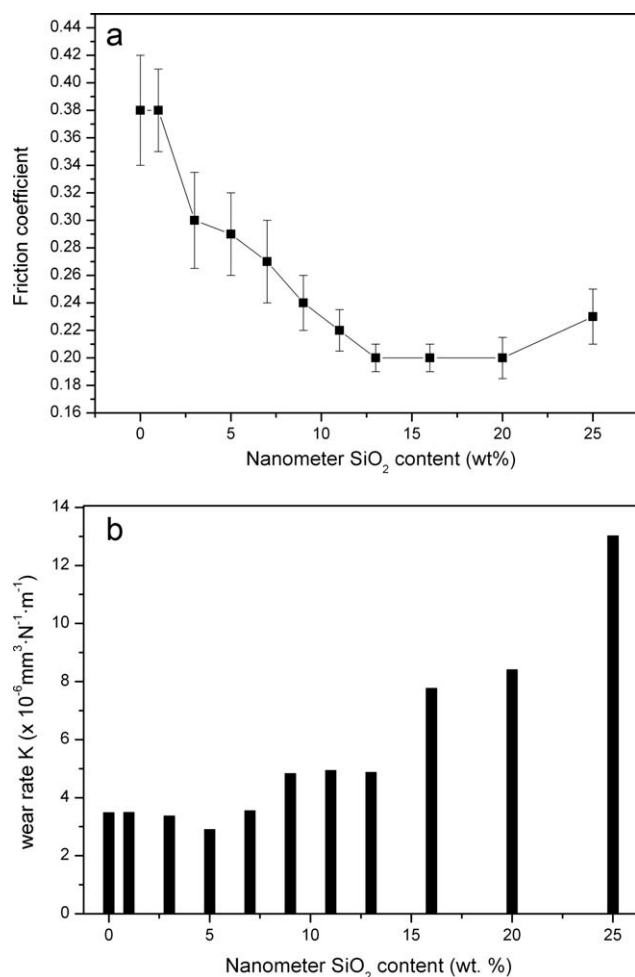 a
0.44
0.42
0.40
0.38
0.36
0.34
0.32
0.30
0.28
0.26
0.24
0.22
0.20
0.18
0.16
Friction coefficient
0 5 10 15 20 25
Nanometer SiO₂ content (wt%)
b
14
12
10
8
6
4
2
0
wear rate K (x 10⁻⁶mm³·N⁻¹·m⁻¹)
0 5 10 15 20 25
Nanometer SiO₂ content (wt. %)